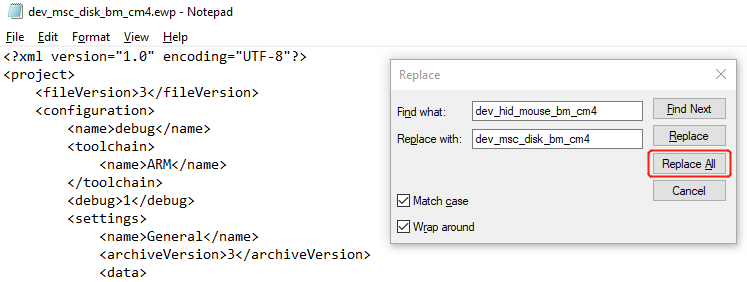 dev_msc_disk_bm_cm4.ewp - Notepad
File Edit Format View Help
<?xml version="1.0" encoding="UTF-8"?>
<project>
    <fileVersion>3</fileVersion>
    <configuration>
        <name>debug</name>
        <toolchain>
            <name>ARM</name>
        </toolchain>
        <debug>1</debug>
        <settings>
            <name>General</name>
            <archiveVersion>3</archiveVersion>
            <data>
Replace
Find what: dev_hid_mouse_bm_cm4 Find Next
Replace with: dev_msc_disk_bm_cm4 Replace
Replace All
Cancel
Match case
Wrap around